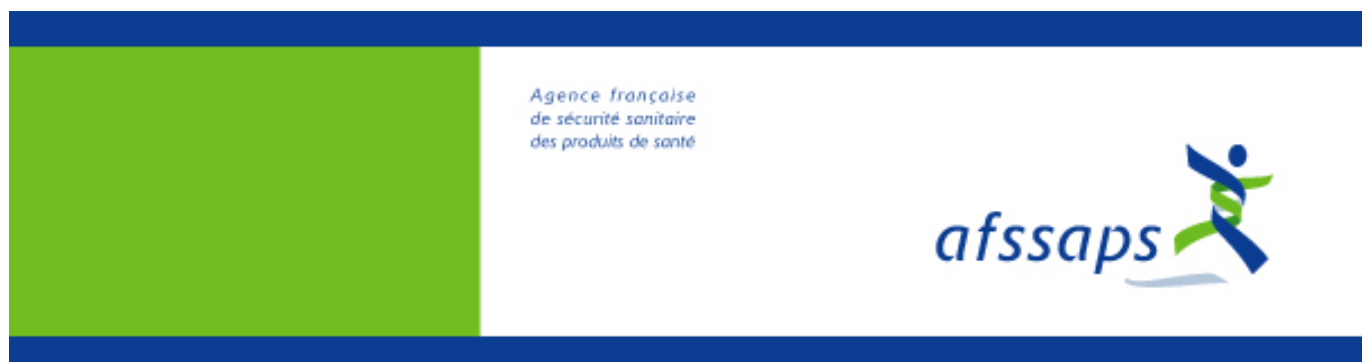 Agence française
de sécurité sanitaire
des produits de santé
afssaps